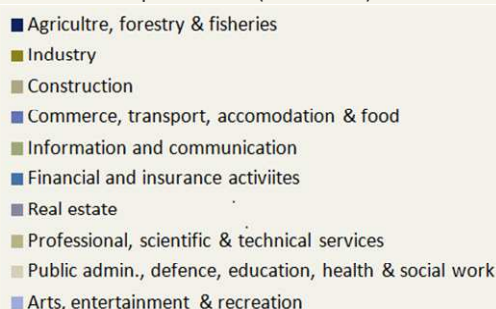 Agricultre, forestry & fisheries
Industry
Construction
Commerce, transport, accomodation & food
Information and communication
Financial and insurance activiites
Real estate
Professional, scientific & technical services
Public admin., defence, education, health & social work
Arts, entertainment & recreation